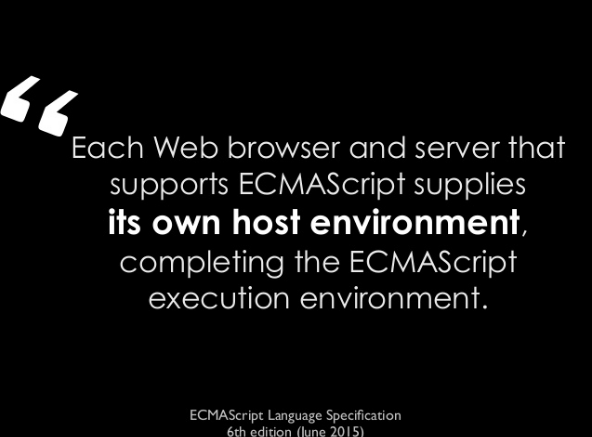 “
Each Web browser and server that
supports ECMAScript supplies
its own host environment,
completing the ECMAScript
execution environment.
ECMAScript Language Specification
6th edition (June 2015)